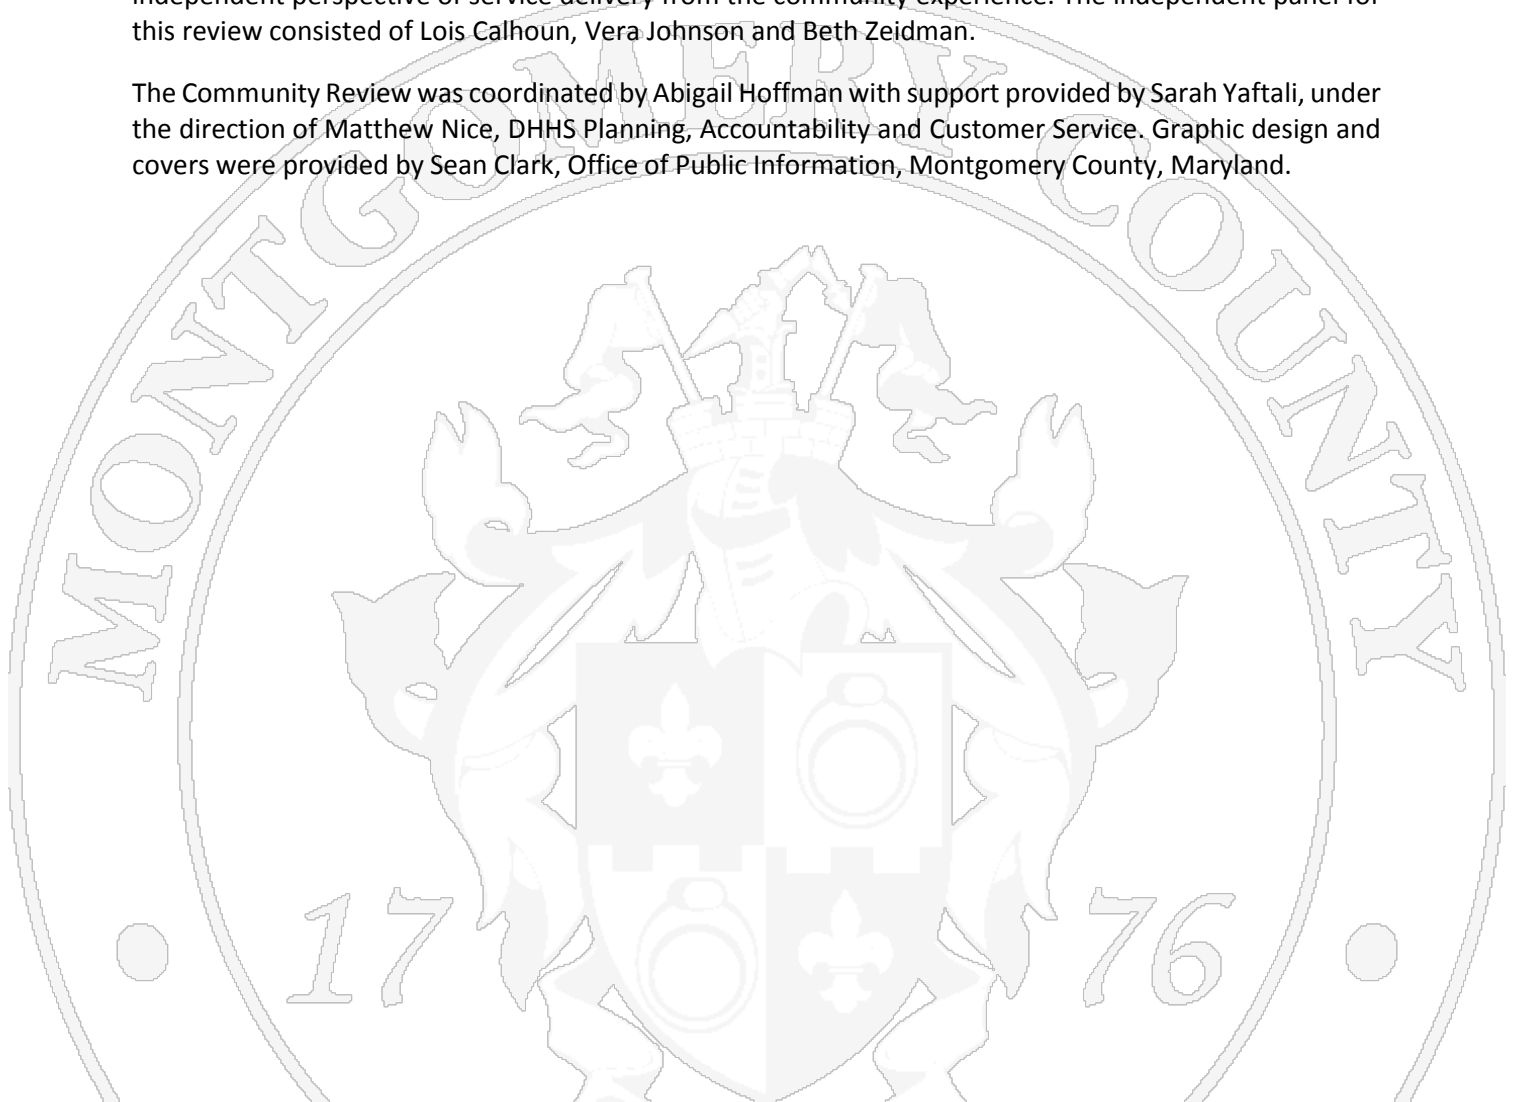 independent perspective of service delivery from the community experience. The independent panel for
this review consisted of Lois Calhoun, Vera Johnson and Beth Zeidman.
The Community Review was coordinated by Abigail Hoffman with support provided by Sarah Yaftali, under
the direction of Matthew Nice, DHHS Planning, Accountability and Customer Service. Graphic design and
covers were provided by Sean Clark, Office of Public Information, Montgomery County, Maryland.
MONTGOMERY COUNTY
17 76